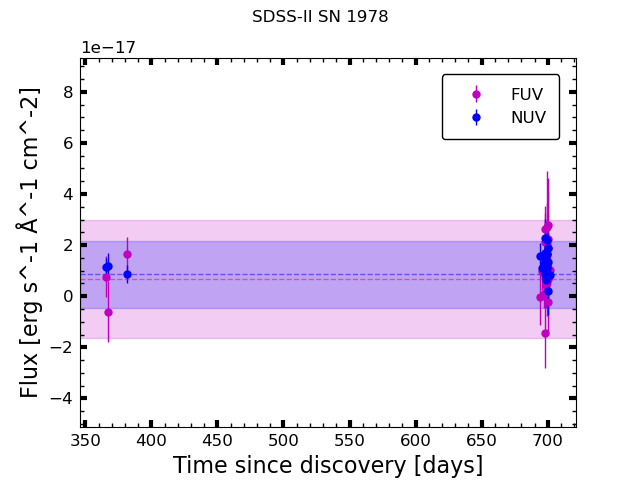 SDSS-II SN 1978
1e−17
FUV
NUV
8
6
4
2
0
−2
−4
Flux [erg s^-1 Å^-1 cm^-2]
350 400 450 500 550 600 650 700
Time since discovery [days]